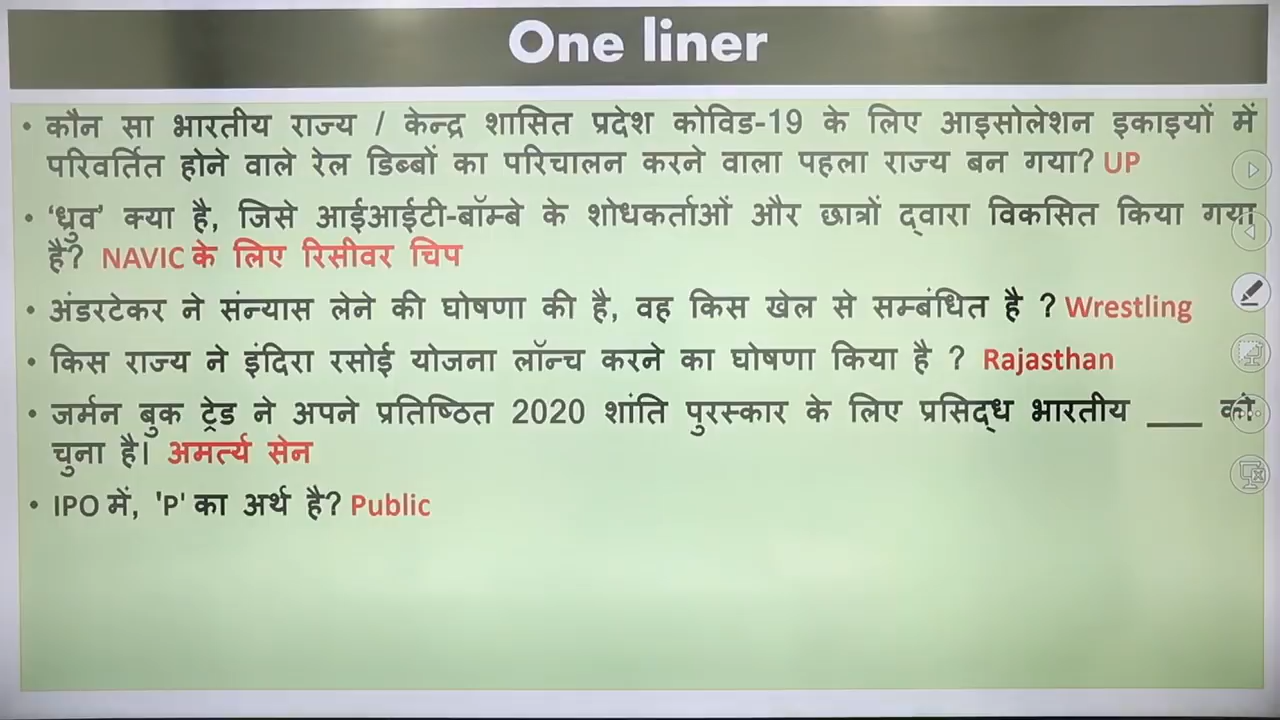 One liner
• कौन सा भारतीय राज्य / केन्द्र शासित प्रदेश कोविड-19 के लिए आइसोलेशन इकाइयों में
परिवर्तित होने वाले रेल डिब्बों का परिचालन करने वाला पहला राज्य बन गया? UP
• 'ध्रुव' क्या है, जिसे आईआईटी-बॉम्बे के शोधकर्ताओं और छात्रों द्वारा विकसित किया गया
है? NAVIC के लिए रिसीवर चिप
• अंडरटेकर ने संन्यास लेने की घोषणा की है, वह किस खेल से सम्बंधित है ? Wrestling
• किस राज्य ने इंदिरा रसोई योजना लॉन्च करने का घोषणा किया है ? Rajasthan
• जर्मन बुक ट्रेड ने अपने प्रतिष्ठित 2020 शांति पुरस्कार के लिए प्रसिद्ध भारतीय ___ को
चुना है। अमर्त्य सेन
• IPO में, 'P' का अर्थ है? Public